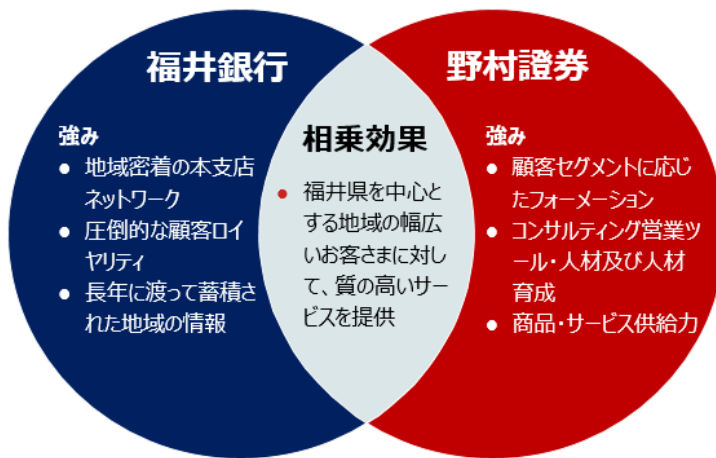 福井銀行
強み
● 地域密着の本支店
ネットワーク
● 圧倒的な顧客ロイ
ヤリティ
● 長年に渡って蓄積さ
れた地域の情報
相乗効果
● 福井県を中心と
する地域の幅広
いお客さまに対し
て、質の高いサー
ビスを提供
野村證券
強み
● 顧客セグメントに応じ
たフォーメーション
● コンサルティング営業ツ
ール・人材及び人材
育成
● 商品・サービス供給力